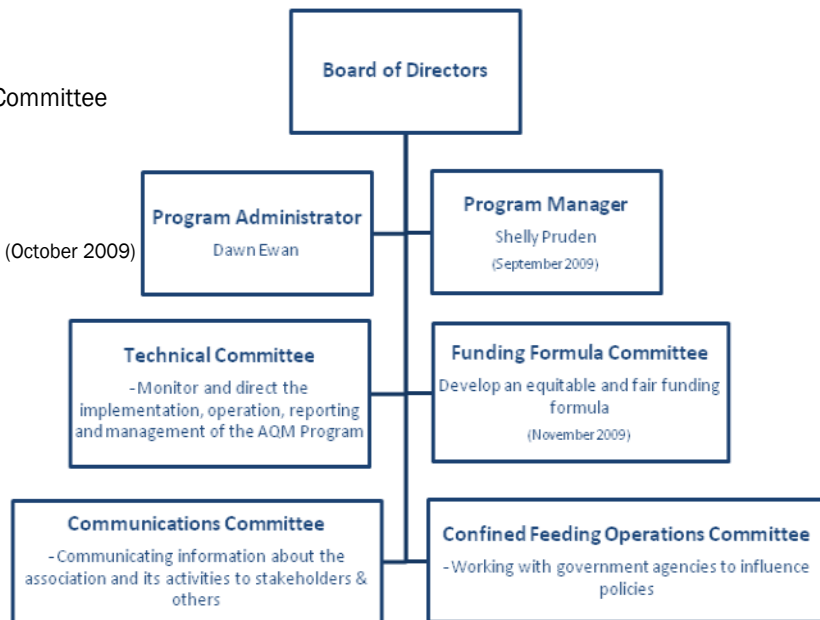 Board of Directors
Committee
Program Administrator
Dawn Ewan
(October 2009)
Program Manager
Shelly Pruden
(September 2009)
Technical Committee
-Monitor and direct the
implementation, operation, reporting
and management of the AQM Program
Funding Formula Committee
Develop an equitable and fair funding
formula
(November 2009)
Communications Committee
-Communicating information about the
association and its activities to stakeholders &
others
Confined Feeding Operations Committee
-Working with government agencies to influence
policies